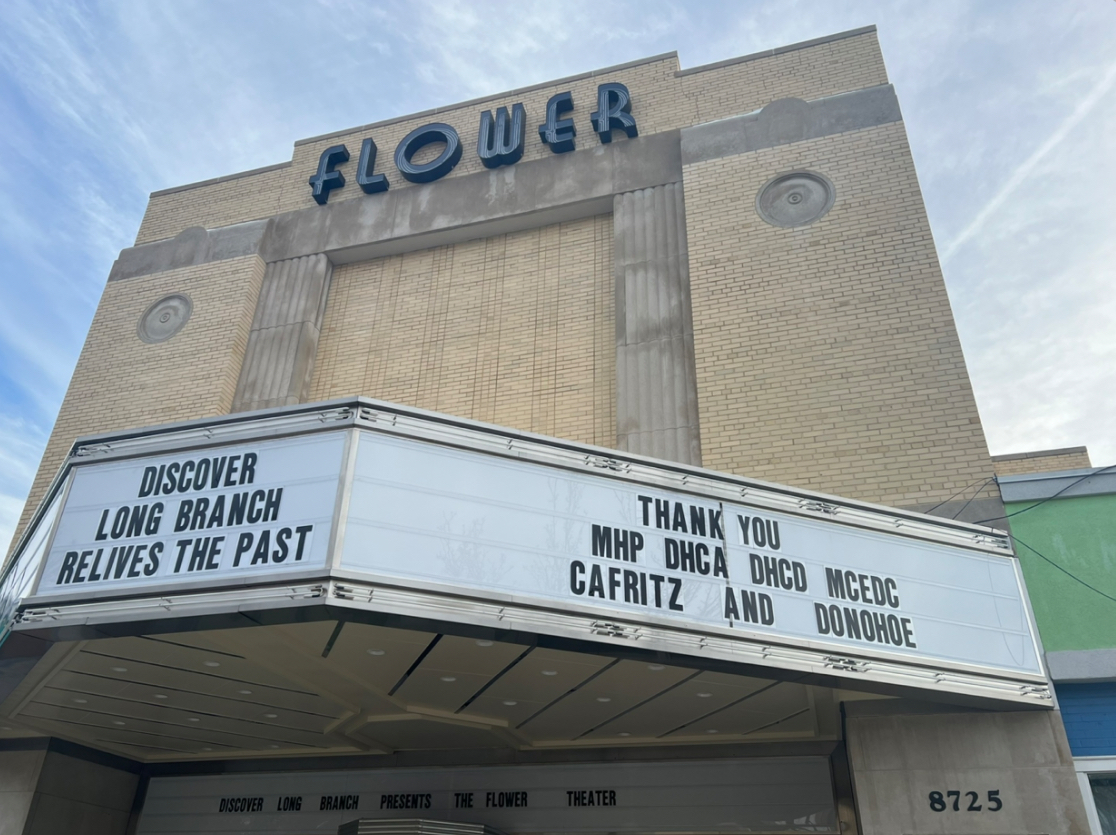 FLOWER
DISCOVER
LONG BRANCH
RELIVES THE PAST
THANK YOU
MHP DHCA DHCD MCEDC
CAFRITZ AND DONOHOE
DISCOVER LONG BRANCH PRESENTS THE FLOWER THEATER
8725